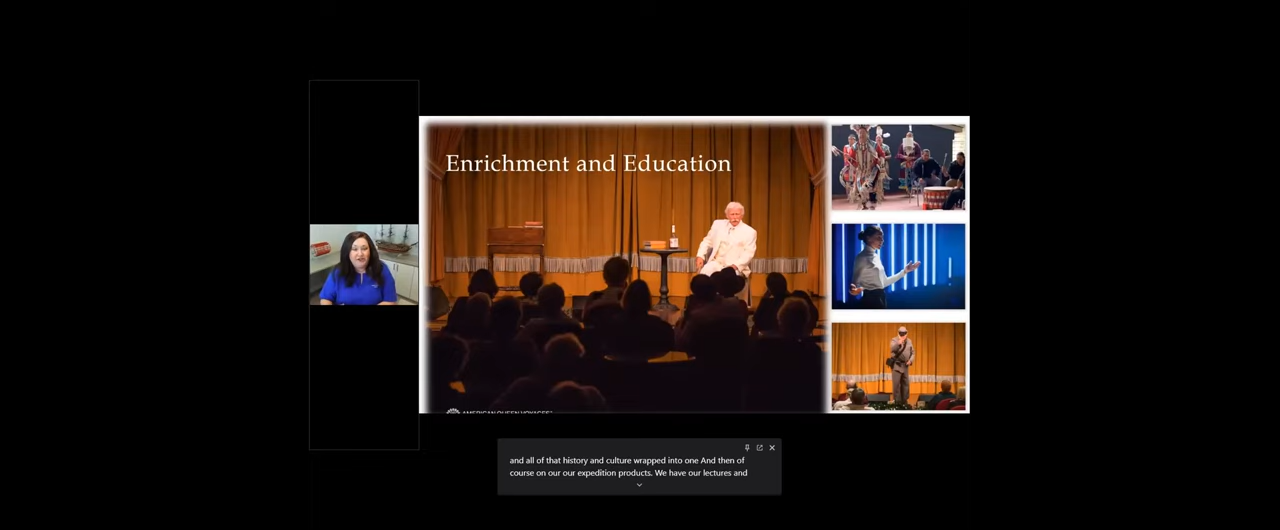 Enrichment and Education
AMERICAN QUEEN VOYAGES
and all of that history and culture wrapped into one And then of
course on our our expedition products. We have our lectures and